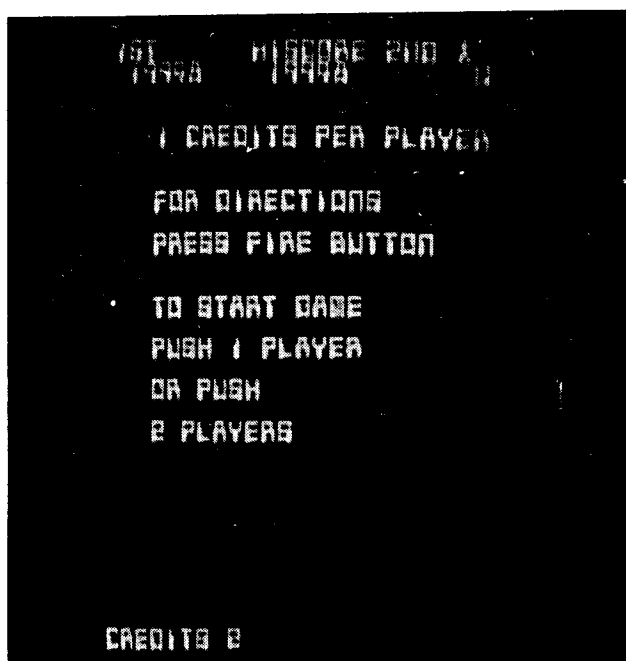 1ST HISCORE 2ND
1 CREDITS PER PLAYER
FOR DIRECTIONS
PRESS FIRE BUTTON
TO START GAME
PUSH 1 PLAYER
OR PUSH
2 PLAYERS
CREDITS 2